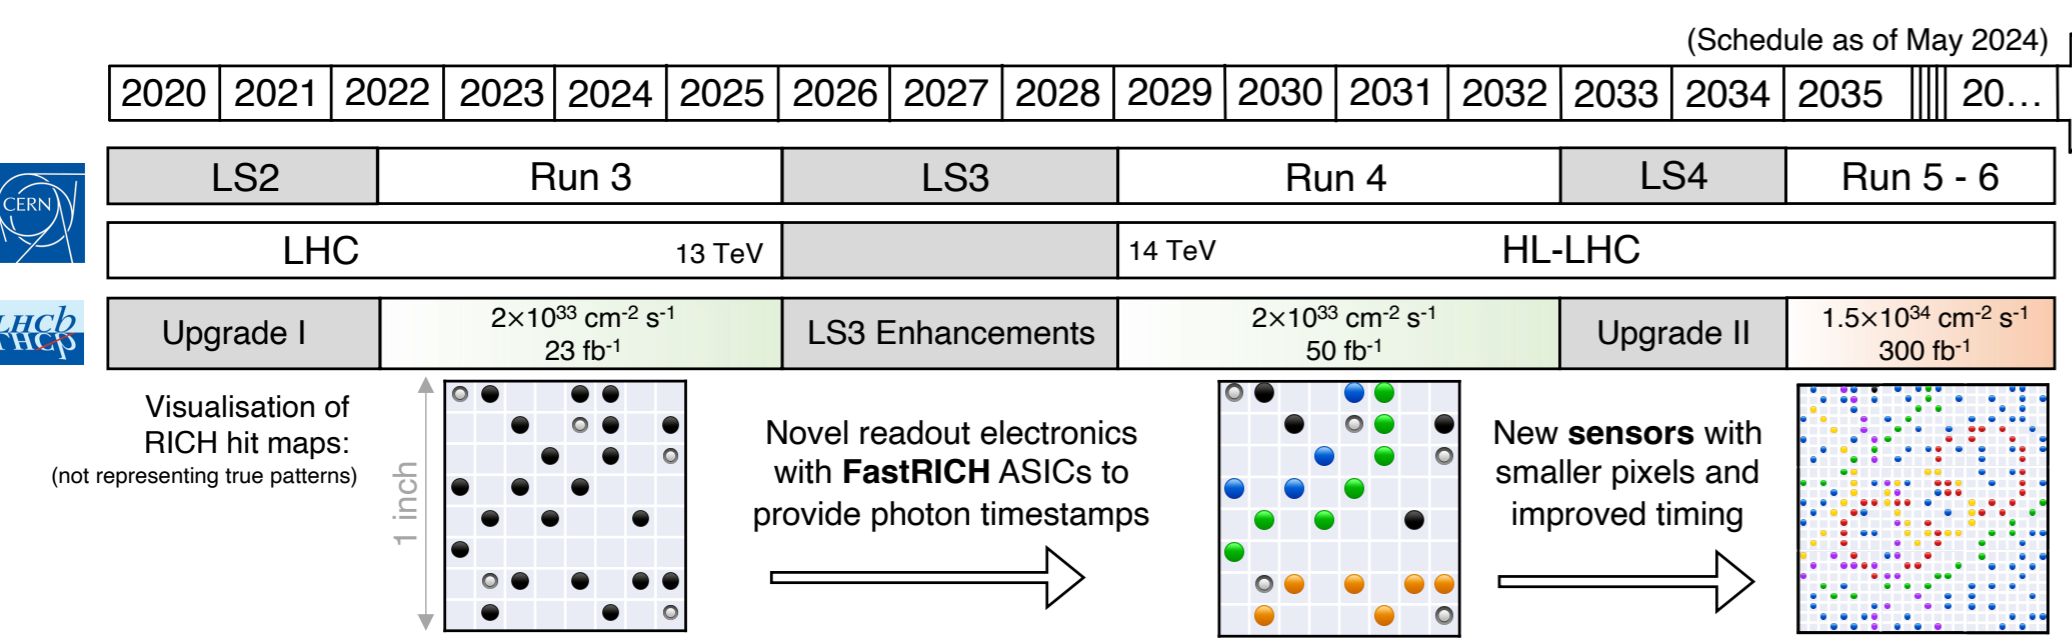 (Schedule as of May 2024)
2020 2021 2022 2023 2024 2025 2026 2027 2028 2029 2030 2031 2032 2033 2034 2035 20...
CERN
LS2 Run 3 LS3 Run 4 LS4 Run 5 - 6
LHC 13 TeV 14 TeV HL-LHC
LHCb
ГHCp
Upgrade I
2×10³³ cm⁻² s⁻¹
23 fb⁻¹
LS3 Enhancements
2×10³³ cm⁻² s⁻¹
50 fb⁻¹
Upgrade II
1.5×10³⁴ cm⁻² s⁻¹
300 fb⁻¹
Visualisation of
RICH hit maps:
(not representing true patterns)
1 inch
Novel readout electronics
with FastRICH ASICs to
provide photon timestamps
New sensors with
smaller pixels and
improved timing